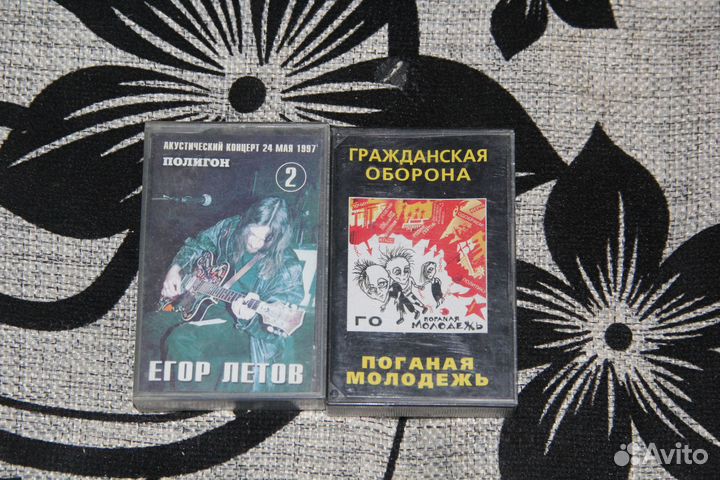 АКУСТИЧЕСКИЙ КОНЦЕРТ 24 МАЯ 1997
ПОЛИГОН
2
ЕГОР ЛЕТОВ
ГРАЖДАНСКАЯ
ОБОРОНА
ГО
ПОГАНАЯ
МОЛОДЕЖЬ
ПОГАНАЯ
МОЛОДЕЖЬ
Avito